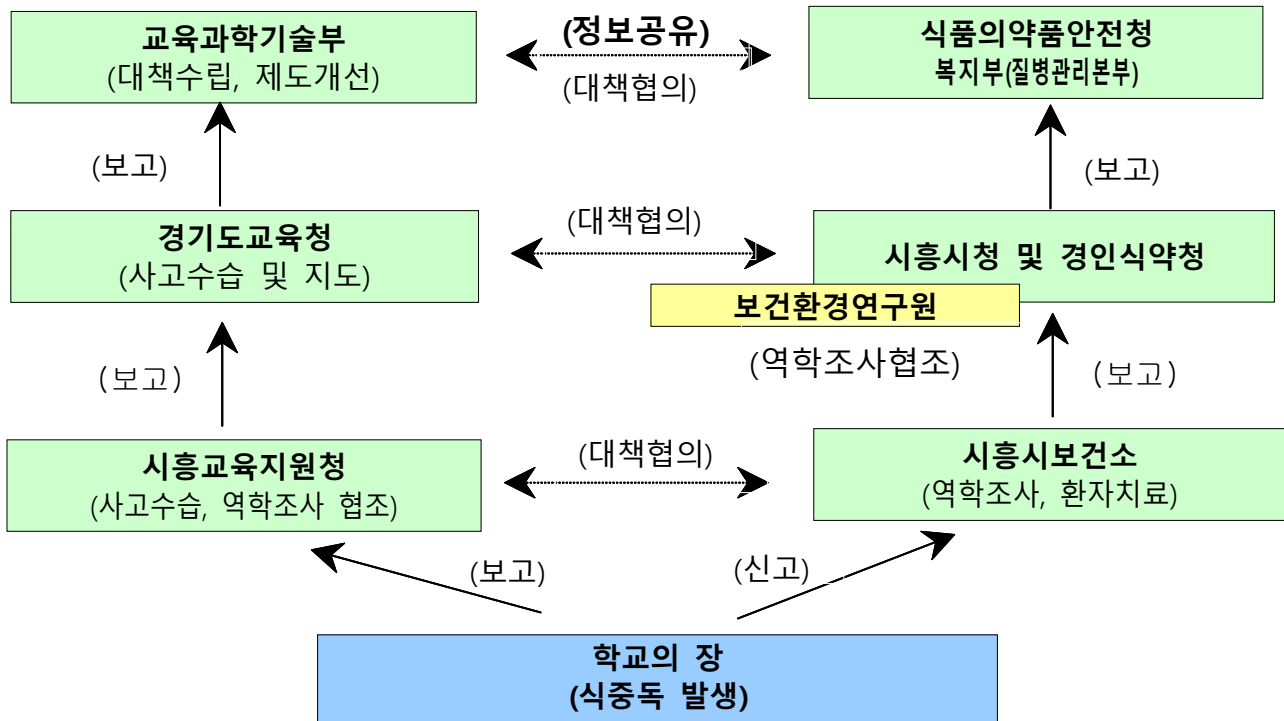 교육과학기술부
(대책수립, 제도개선)
(정보공유)
(대책협의)
식품의약품안전청
복지부(질병관리본부)
(보고)
(보고)
경기도교육청
(사고수습 및 지도)
(대책협의)
시흥시청 및 경인식약청
보건환경연구원
(역학조사협조)
(보고)
(보고)
시흥교육지원청
(사고수습, 역학조사 협조)
(대책협의)
시흥시보건소
(역학조사, 환자치료)
(보고)
(신고)
학교의 장
(식중독 발생)